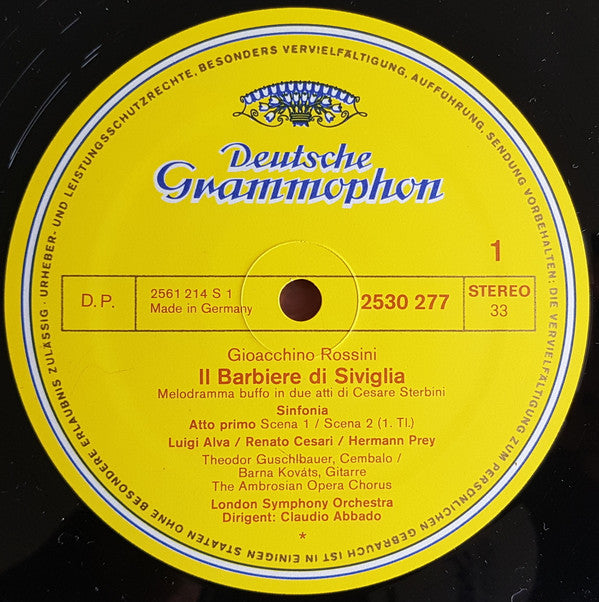 URHEBER- UND LEISTUNGSSCHUTZRECHTE, BESONDERS VERVIELFÄLTIGUNG, AUFFÜHRUNG, SENDUNG VORBEHALTEN; DIE VERVIELFÄLTIGUNG ZUM PERSÖNLICHEN GEBRAUCH IST IN EINIGEN STAATEN OHNE BESONDERE ERLAUBNIS ZULÄSSIG ·
Deutsche
Grammophon
1
D.P.
2561 214 S 1
Made in Germany
2530 277
STEREO
33
Gioacchino Rossini
Il Barbiere di Siviglia
Melodramma buffo in due atti di Cesare Sterbini
Sinfonia
Atto primo Scena 1 / Scena 2 (1. Tl.)
Luigi Alva / Renato Cesari / Hermann Prey
Theodor Guschlbauer, Cembalo /
Barna Kováts, Gitarre
The Ambrosian Opera Chorus
London Symphony Orchestra
Dirigent: Claudio Abbado
*